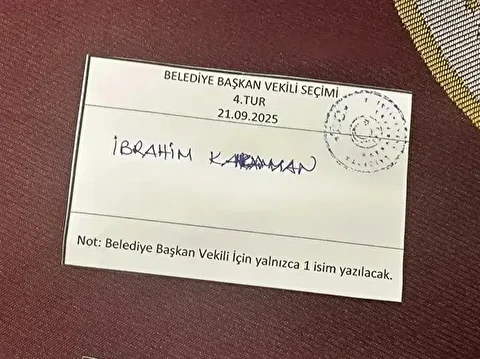 BELEDİYE BAŞKAN VEKİLİ SEÇİMİ
4.TUR
21.09.2025
İBRAHİM
Not: Belediye Başkan Vekili İçin yalnızca 1 isim yazılacak.